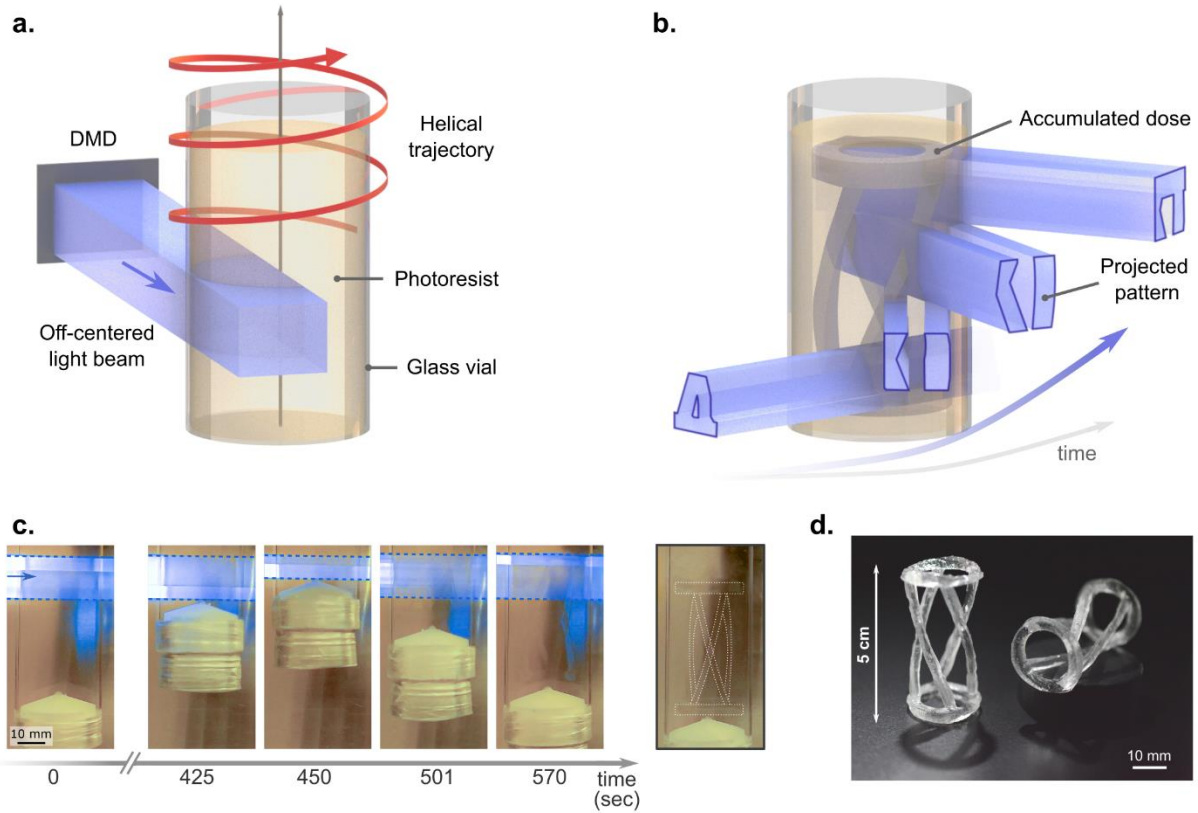 a.
DMD
Helical
trajectory
Photoresist
Off-centered
light beam
Glass vial
b.
Accumulated dose
Projected
pattern
time
c.
10 mm
0
425
450
501
570
time
(sec)
d.
5 cm
10 mm